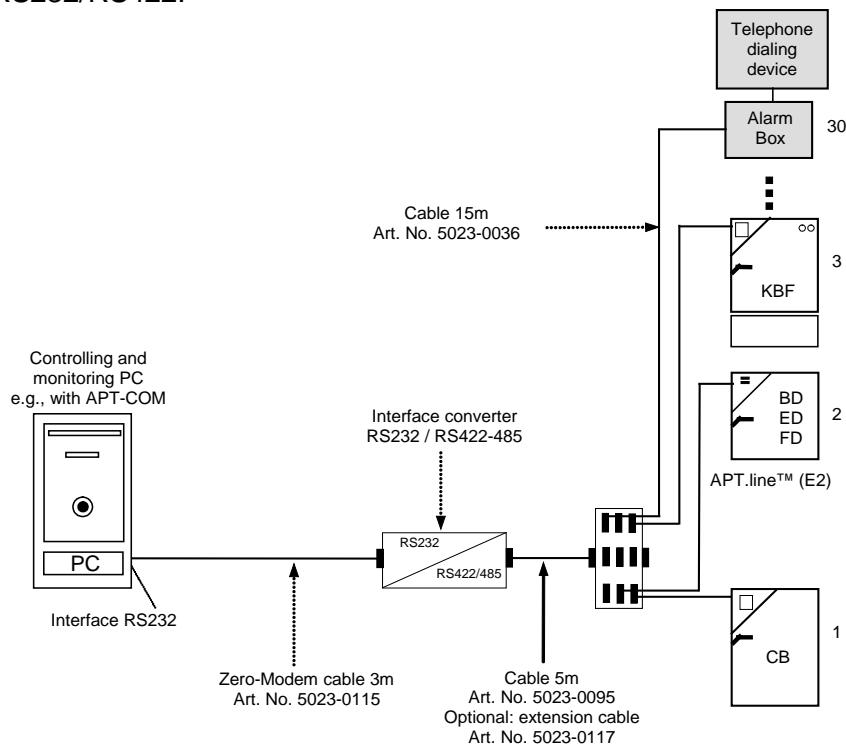 RS232/RS422:
Telephone
dialing
device
Alarm
Box
30
Cable 15m
Art. No. 5023-0036
3
KBF
Controlling and
monitoring PC
e.g., with APT-COM
Interface converter
RS232 / RS422-485
BD
ED
FD
2
APT.line™ (E2)
RS232
RS422/485
PC
Interface RS232
1
CB
Zero-Modem cable 3m
Art. No. 5023-0115
Cable 5m
Art. No. 5023-0095
Optional: extension cable
Art. No. 5023-0117